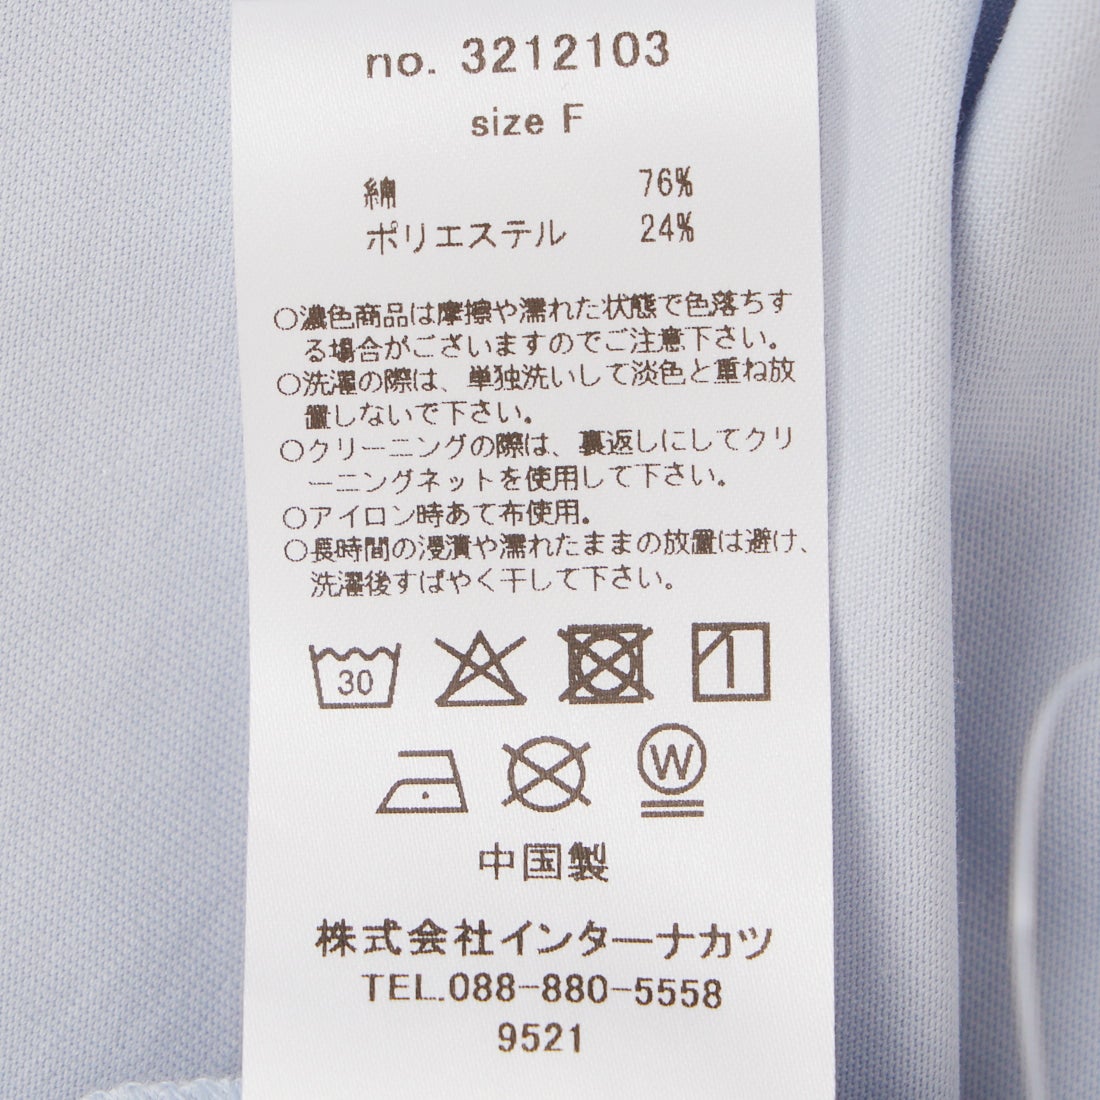 no. 3212103
size F
綿 76%
ポリエステル 24%
○濃色商品は摩擦や濡れた状態で色落ちす
る場合がございますのでご注意下さい。
○洗濯の際は、単独洗いして淡色と重ね放
置しないで下さい。
○クリーニングの際は、裏返しにしてクリ
ーニングネットを使用して下さい。
○アイロン時あて布使用。
○長時間の浸漬や濡れたままの放置は避け、
洗濯後すばやく干して下さい。
30
W
中国製
株式会社インターナカツ
TEL.088-880-5558
9521